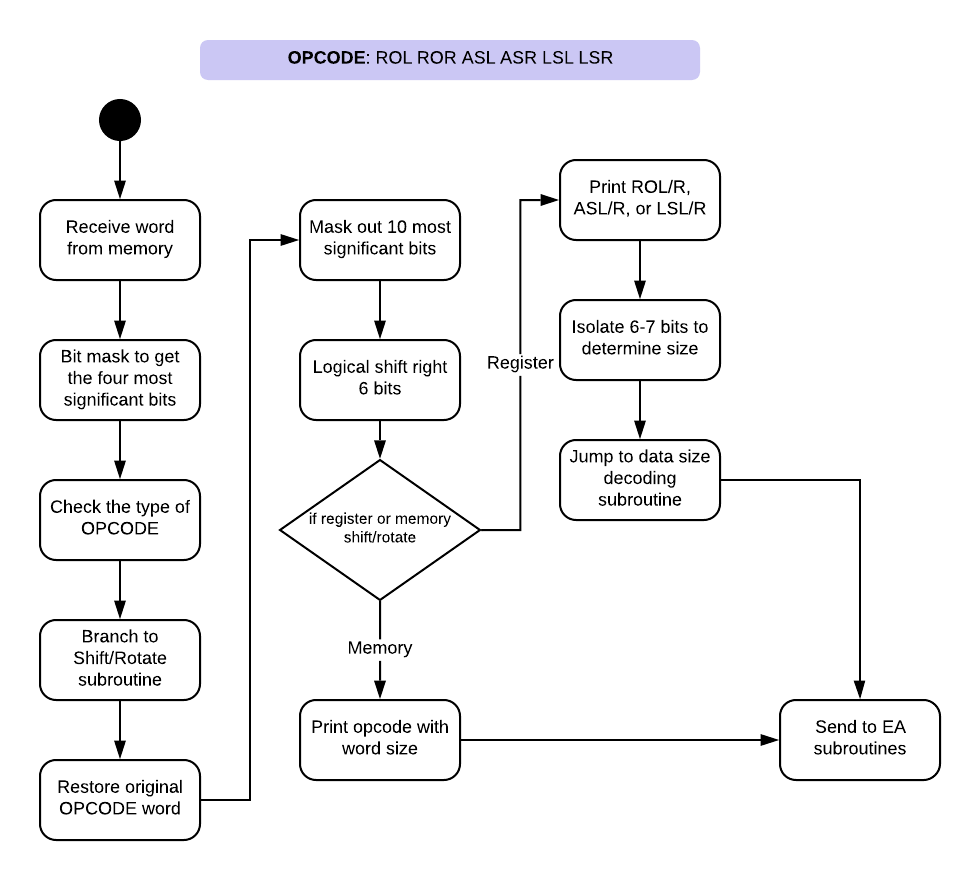 OPCODE: ROL ROR ASL ASR LSL LSR
Receive word
from memory
Bit mask to get
the four most
significant bits
Check the type of
OPCODE
Branch to
Shift/Rotate
subroutine
Restore original
OPCODE word
Mask out 10 most
significant bits
Logical shift right
6 bits
if register or memory
shift/rotate
Register
Memory
Print opcode with
word size
Print ROL/R,
ASL/R, or LSL/R
Isolate 6-7 bits to
determine size
Jump to data size
decoding
subroutine
Send to EA
subroutines